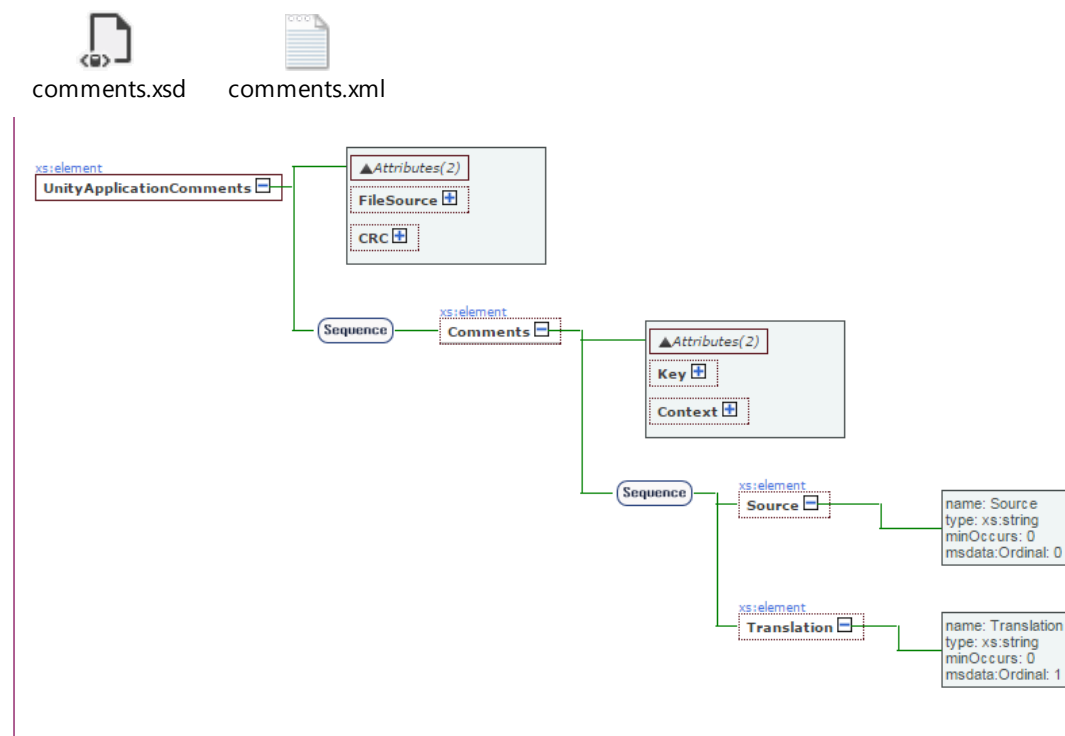 comments.xsd
comments.xml
xs:element
UnityApplicationComments
Attributes(2)
FileSource
CRC
Sequence
xs:element
Comments
Attributes(2)
Key
Context
Sequence
xs:element
Source
name: Source
type: xs:string
minOccurs: 0
msdata:Ordinal: 0
xs:element
Translation
name: Translation
type: xs:string
minOccurs: 0
msdata:Ordinal: 1